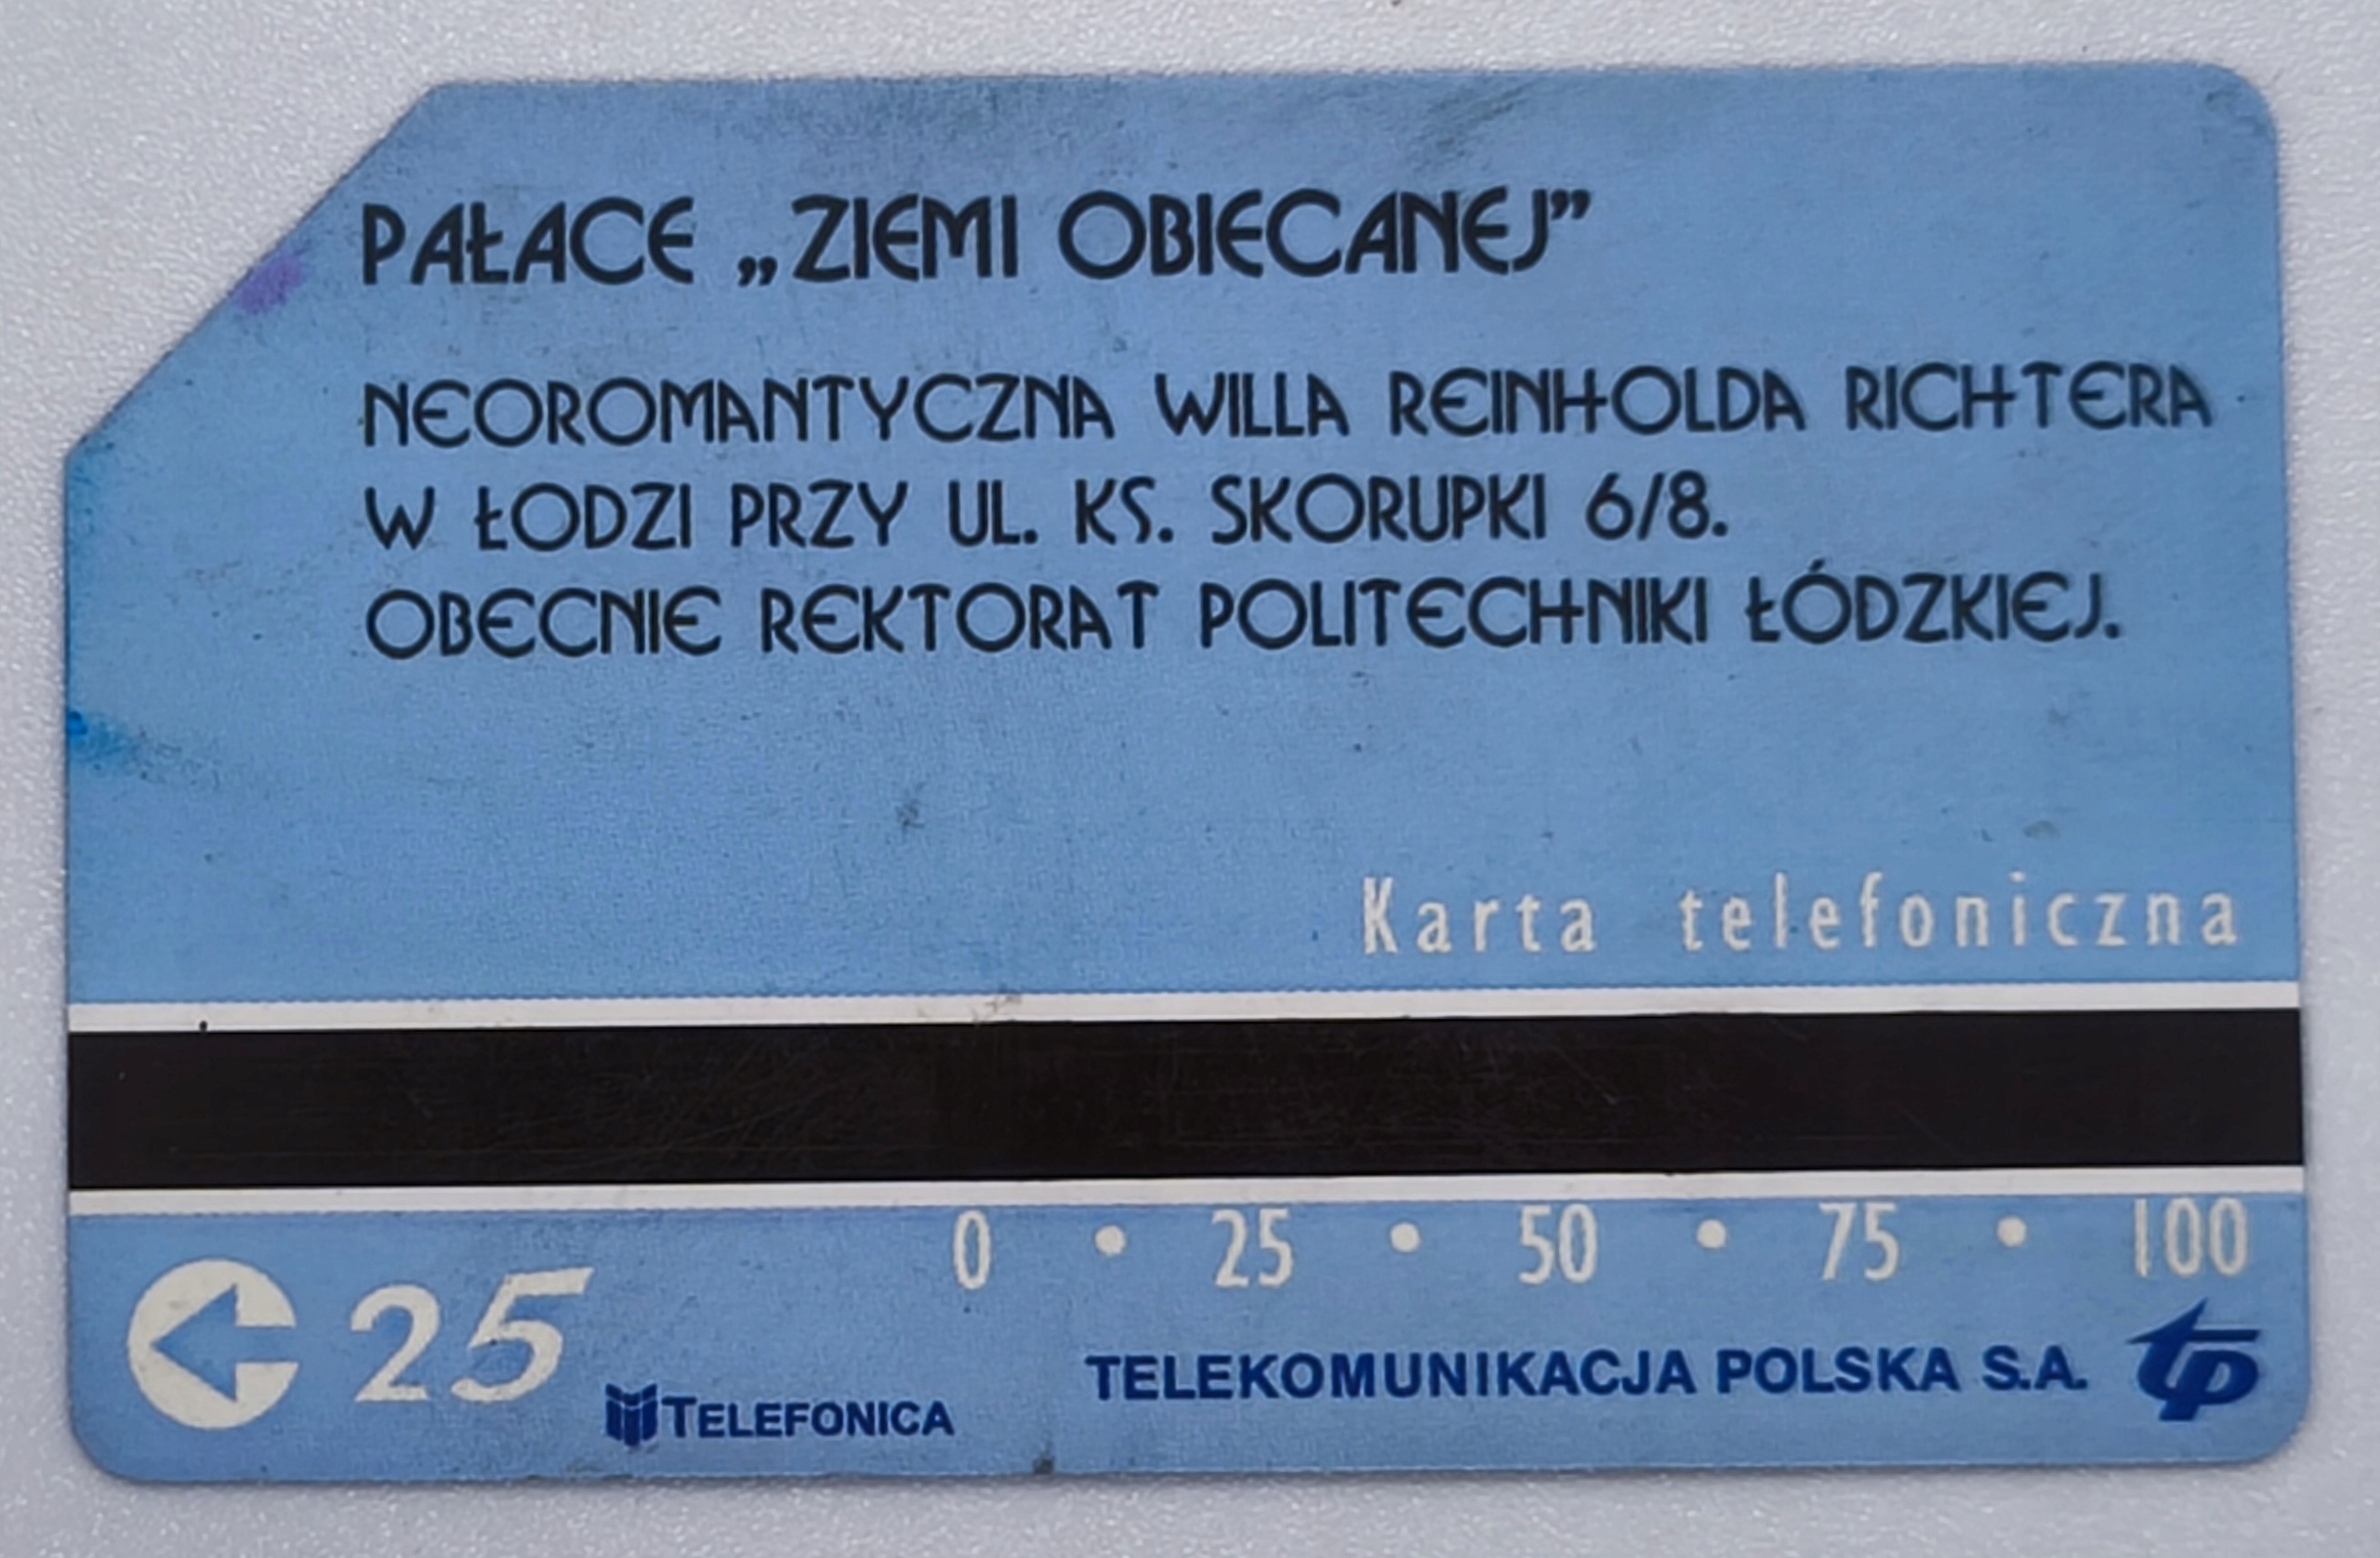 PAŁACE „ZIEMI OBIECANEJ”
NEOROMANTYCZNA WILLA REINHOLDA RICHTERA
W ŁODZI PRZY UL. KS. SKORUPKI 6/8.
OBECNIE REKTORAT POLITECHNIKI ŁÓDZKIEJ.
Karta telefoniczna
0 • 25 • 50 • 75 • 100
25
TELEFONICA
TELEKOMUNIKACJA POLSKA S.A. tp